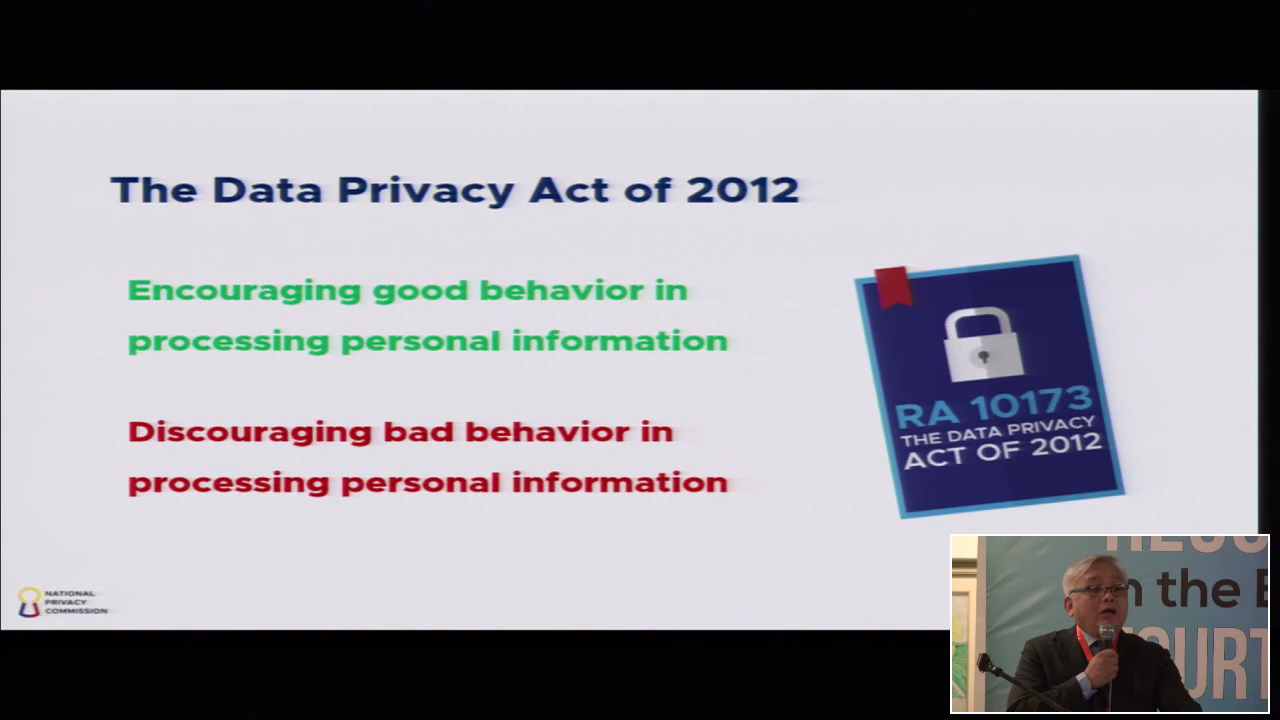 The Data Privacy Act of 2012
Encouraging good behavior in
processing personal information
Discouraging bad behavior in
processing personal information
RA 10173
THE DATA PRIVACY
ACT OF 2012
NATIONAL
PRIVACY
COMMISSION
the